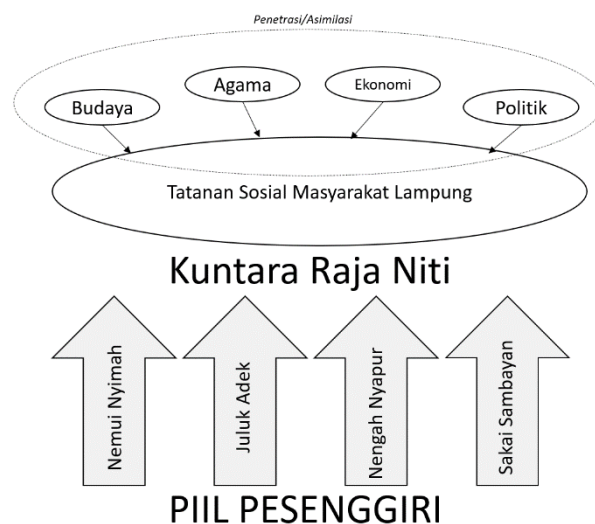 Penetrasi/Asimilasi
Budaya
Agama
Ekonomi
Politik
Tatanan Sosial Masyarakat Lampung
Kuntara Raja Niti
Nemui Nyimah
Juluk Adek
Nengah Nyapur
Sakai Sambayan
PIIL PESENGGIRI